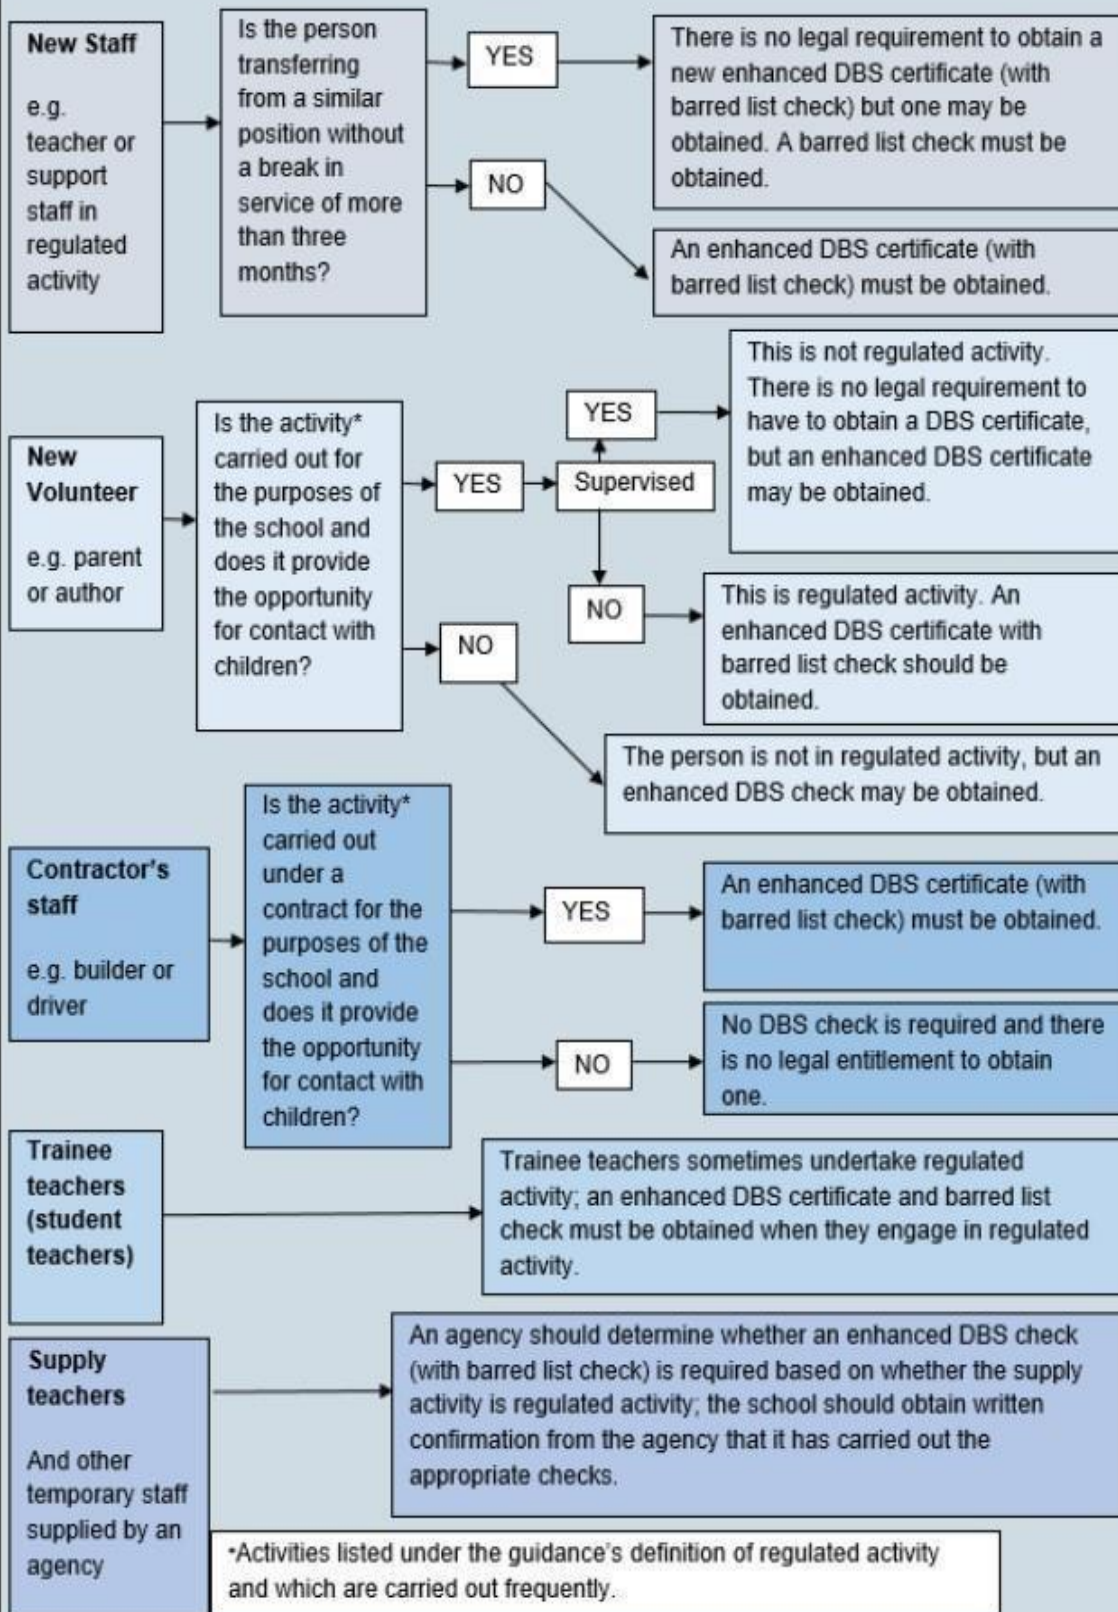 New Staff
e.g.
teacher or
support
staff in
regulated
activity
Is the person
transferring
from a similar
position without
a break in
service of more
than three
months?
YES
There is no legal requirement to obtain a
new enhanced DBS certificate (with
barred list check) but one may be
obtained. A barred list check must be
obtained.
NO
An enhanced DBS certificate (with
barred list check) must be obtained.
New
Volunteer
e.g. parent
or author
Is the activity*
carried out for
the purposes of
the school and
does it provide
the opportunity
for contact with
children?
YES
Supervised
YES
This is not regulated activity.
There is no legal requirement to
have to obtain a DBS certificate,
but an enhanced DBS certificate
may be obtained.
NO
This is regulated activity. An
enhanced DBS certificate with
barred list check should be
obtained.
NO
The person is not in regulated activity, but an
enhanced DBS check may be obtained.
Contractor's
staff
e.g. builder or
driver
Is the activity*
carried out
under a
contract for the
purposes of the
school and
does it provide
the opportunity
for contact with
children?
YES
An enhanced DBS certificate (with
barred list check) must be obtained.
NO
No DBS check is required and there
is no legal entitlement to obtain
one.
Trainee
teachers
(student
teachers)
Trainee teachers sometimes undertake regulated
activity; an enhanced DBS certificate and barred list
check must be obtained when they engage in regulated
activity.
Supply
teachers
And other
temporary staff
supplied by an
agency
An agency should determine whether an enhanced DBS check
(with barred list check) is required based on whether the supply
activity is regulated activity; the school should obtain written
confirmation from the agency that it has carried out the
appropriate checks.
*Activities listed under the guidance's definition of regulated activity
and which are carried out frequently.